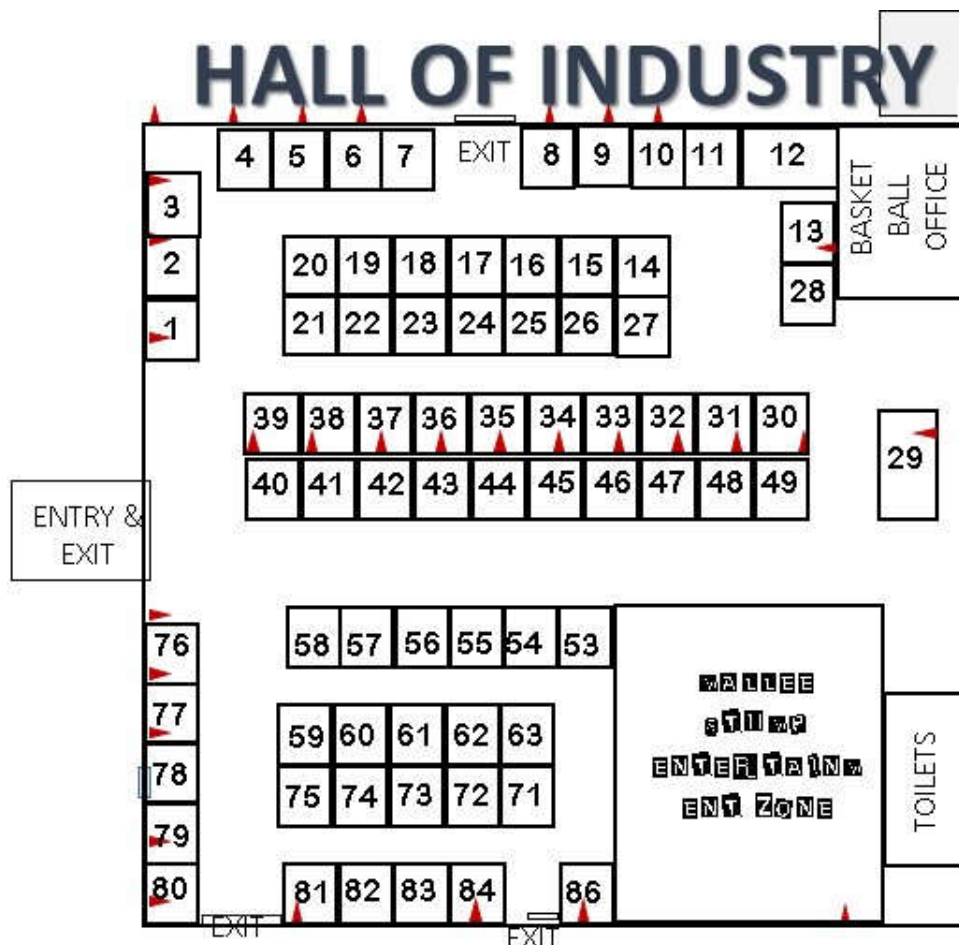 HALL OF INDUSTRY
4 5 6 7 EXIT 8 9 10 11 12
BASKET
BALL
OFFICE
3
13
2
20 19 18 17 16 15 14
28
1
21 22 23 24 25 26 27
39 38 37 36 35 34 33 32 31 30
29
40 41 42 43 44 45 46 47 48 49
ENTRY &
EXIT
76
58 57 56 55 54 53
77
59 60 61 62 63
78
75 74 73 72 71
79
80
81 82 83 84 86
EXIT
EXIT
MALLEE
STUMP
ENTERTAINM
ENT ZONE
TOILETS